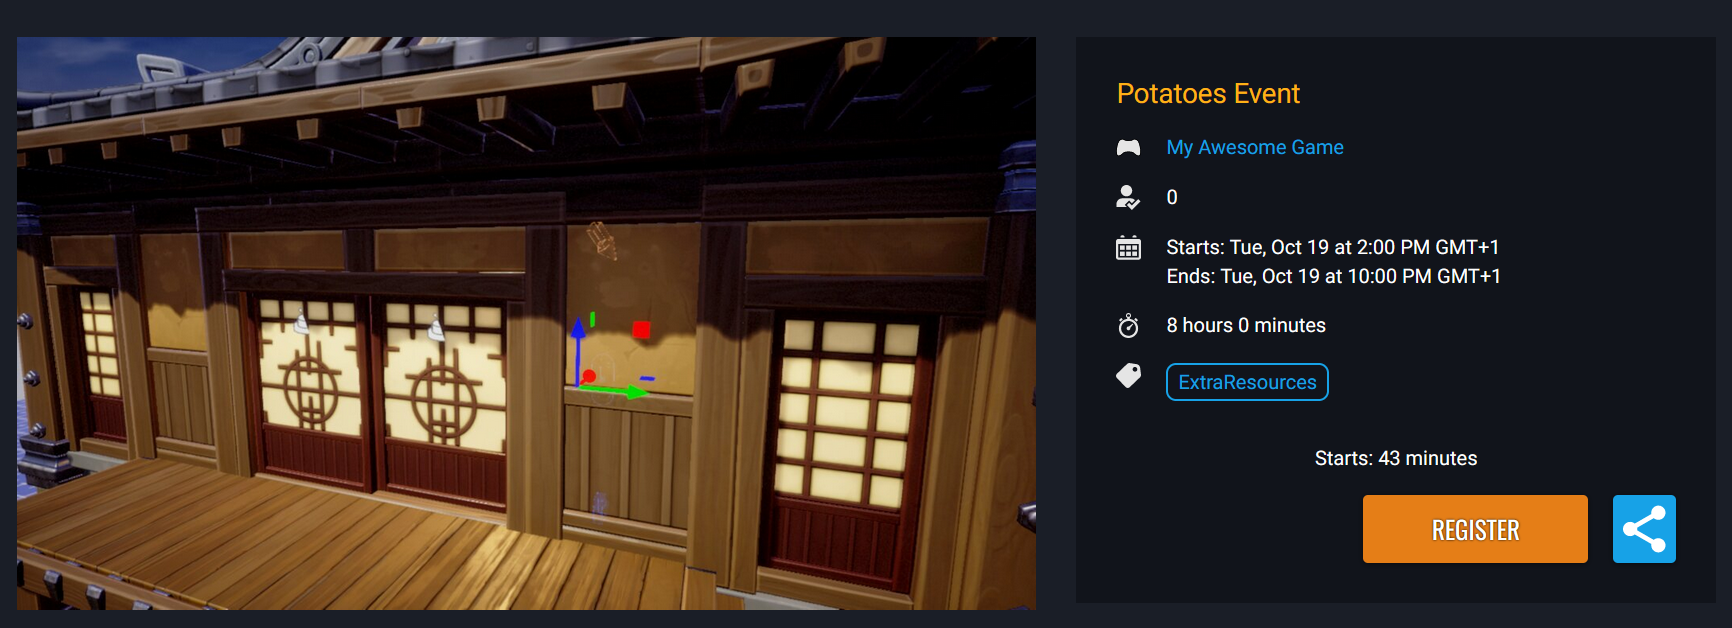 Potatoes Event
My Awesome Game
0
Starts: Tue, Oct 19 at 2:00 PM GMT+1
Ends: Tue, Oct 19 at 10:00 PM GMT+1
8 hours 0 minutes
ExtraResources
Starts: 43 minutes
REGISTER